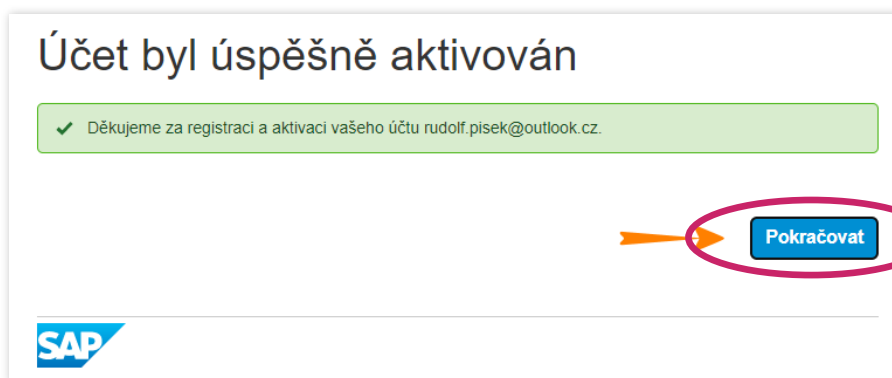 Účet byl úspěšně aktivován
Děkujeme za registraci a aktivaci vašeho účtu rudolf.pisek@outlook.cz.
Pokračovat
SAP